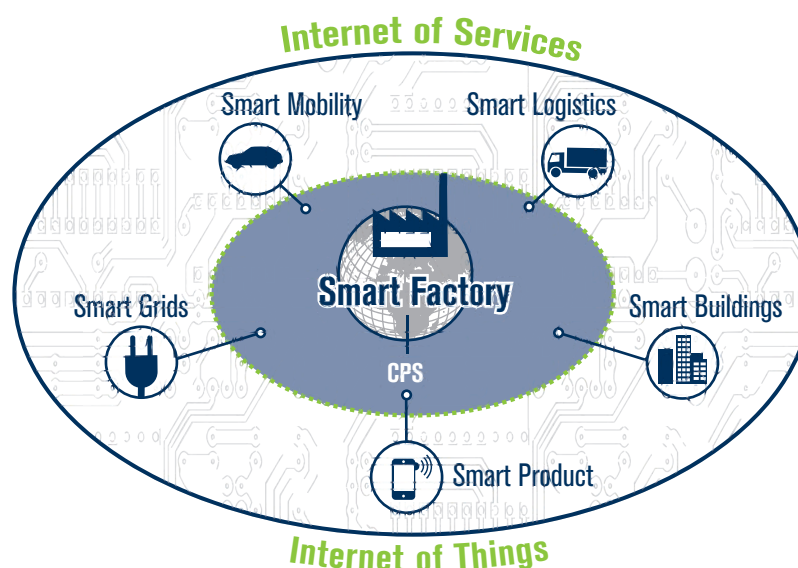 Internet of Services
Smart Mobility
Smart Logistics
Smart Factory
Smart Grids
Smart Buildings
CPS
Smart Product
Internet of Things